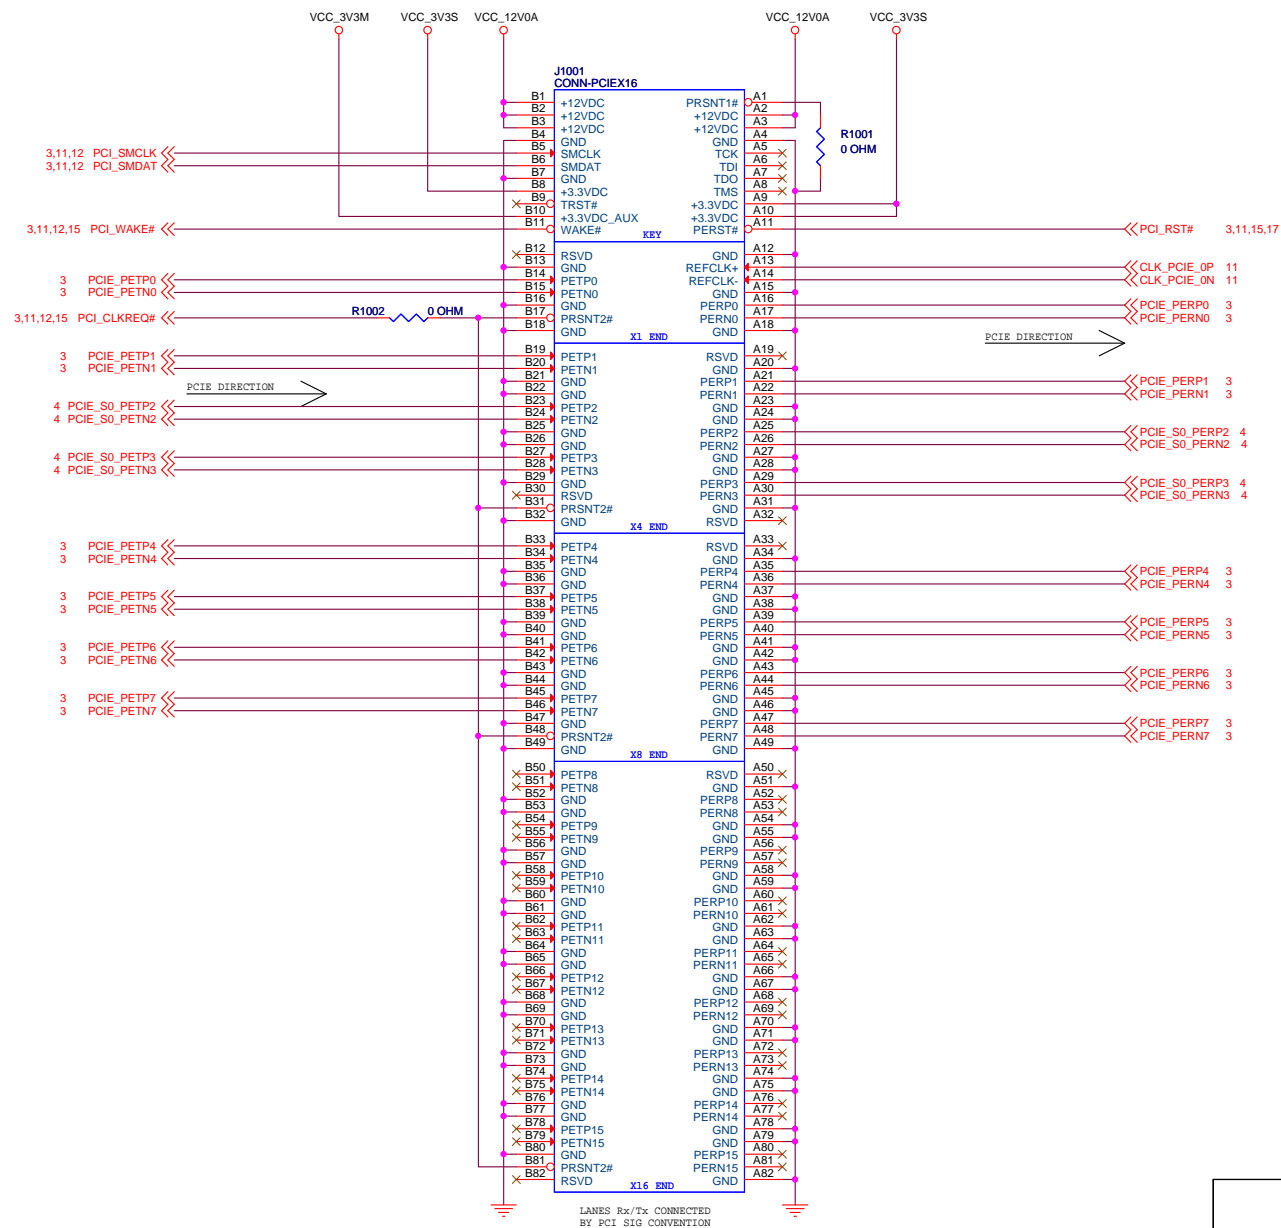 VCC_3V3M VCC_3V3S VCC_12V0A VCC_12V0A VCC_3V3S
J1001
CONN-PCIEX16
B1 +12VDC PRSNT1# A1
B2 +12VDC +12VDC A2
B3 +12VDC +12VDC A3
B4 GND GND A4
R1001
0 OHM
3,11,12 PCI_SMCLK B5 SMCLK TCK A5
3,11,12 PCI_SMDAT B6 SMDAT TDI A6
B7 GND TDO A7
B8 +3.3VDC TMS A8
B9 TRST# +3.3VDC A9
B10 +3.3VDC_AUX +3.3VDC A10
3,11,12,15 PCI_WAKE# B11 WAKE# PERST# A11 PCI_RST# 3,11,15,17
KEY
B12 RSVD GND A12
B13 GND REFCLK+ A13 CLK_PCIE_0P 11
3 PCIE_PETP0 B14 PETP0 REFCLK- A14 CLK_PCIE_0N 11
3 PCIE_PETN0 B15 PETN0 GND A15
B16 GND PERP0 A16 PCIE_PERP0 3
3,11,12,15 PCI_CLKREQ# R1002 0 OHM B17 PRSNT2# PERN0 A17 PCIE_PERN0 3
B18 GND GND A18
X1 END
PCIE DIRECTION
3 PCIE_PETP1 B19 PETP1 RSVD A19
3 PCIE_PETN1 B20 PETN1 GND A20
B21 GND PERP1 A21 PCIE_PERP1 3
PCIE DIRECTION
B22 GND PERN1 A22 PCIE_PERN1 3
4 PCIE_S0_PETP2 B23 PETP2 GND A23
4 PCIE_S0_PETN2 B24 PETN2 GND A24
B25 GND PERP2 A25 PCIE_S0_PERP2 4
B26 GND PERN2 A26 PCIE_S0_PERN2 4
4 PCIE_S0_PETP3 B27 PETP3 GND A27
4 PCIE_S0_PETN3 B28 PETN3 GND A28
B29 GND PERP3 A29 PCIE_S0_PERP3 4
B30 RSVD PERN3 A30 PCIE_S0_PERN3 4
B31 PRSNT2# GND A31
B32 GND RSVD A32
X4 END
3 PCIE_PETP4 B33 PETP4 RSVD A33
3 PCIE_PETN4 B34 PETN4 GND A34
B35 GND PERP4 A35 PCIE_PERP4 3
B36 GND PERN4 A36 PCIE_PERN4 3
3 PCIE_PETP5 B37 PETP5 GND A37
3 PCIE_PETN5 B38 PETN5 GND A38
B39 GND PERP5 A39 PCIE_PERP5 3
B40 GND PERN5 A40 PCIE_PERN5 3
3 PCIE_PETP6 B41 PETP6 GND A41
3 PCIE_PETN6 B42 PETN6 GND A42
B43 GND PERP6 A43 PCIE_PERP6 3
B44 GND PERN6 A44 PCIE_PERN6 3
3 PCIE_PETP7 B45 PETP7 GND A45
3 PCIE_PETN7 B46 PETN7 GND A46
B47 GND PERP7 A47 PCIE_PERP7 3
B48 PRSNT2# PERN7 A48 PCIE_PERN7 3
B49 GND GND A49
X8 END
B50 PETP8 RSVD A50
B51 PETN8 GND A51
B52 GND PERP8 A52
B53 GND PERN8 A53
B54 PETP9 GND A54
B55 PETN9 GND A55
B56 GND PERP9 A56
B57 GND PERN9 A57
B58 PETP10 GND A58
B59 PETN10 GND A59
B60 GND PERP10 A60
B61 GND PERN10 A61
B62 PETP11 GND A62
B63 PETN11 GND A63
B64 GND PERP11 A64
B65 GND PERN11 A65
B66 PETP12 GND A66
B67 PETN12 GND A67
B68 GND PERP12 A68
B69 GND PERN12 A69
B70 PETP13 GND A70
B71 PETN13 GND A71
B72 GND PERP13 A72
B73 GND PERN13 A73
B74 PETP14 GND A74
B75 PETN14 GND A75
B76 GND PERP14 A76
B77 GND PERN14 A77
B78 PETP15 GND A78
B79 PETN15 GND A79
B80 GND PERP15 A80
B81 PRSNT2# PERN15 A81
B82 RSVD GND A82
X16 END
LANES Rx/Tx CONNECTED
BY PCI SIG CONVENTION